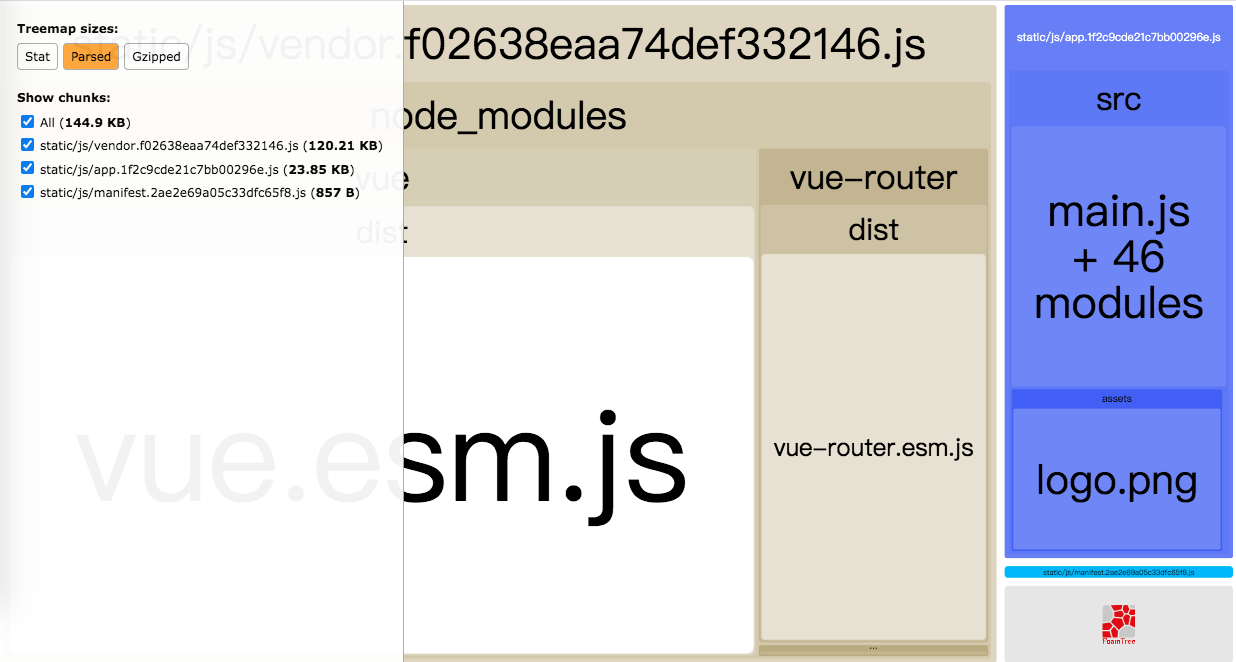 Treemap sizes:
Stat Parsed Gzipped
Show chunks:
All (144.9 KB)
static/js/vendor.f02638eaa74def332146.js (120.21 KB)
static/js/app.1f2c9cde21c7bb00296e.js (23.85 KB)
static/js/manifest.2ae2e69a05c33dfc65f8.js (857 B)
static/js/vendor.f02638eaa74def332146.js
node_modules
vue
dist
vue.esm.js
vue-router
dist
vue-router.esm.js
...
static/js/app.1f2c9cde21c7bb00296e.js
src
main.js
+ 46
modules
assets
logo.png
static/js/manifest.2ae2e69a05c33dfc65f8.js
FoamTree